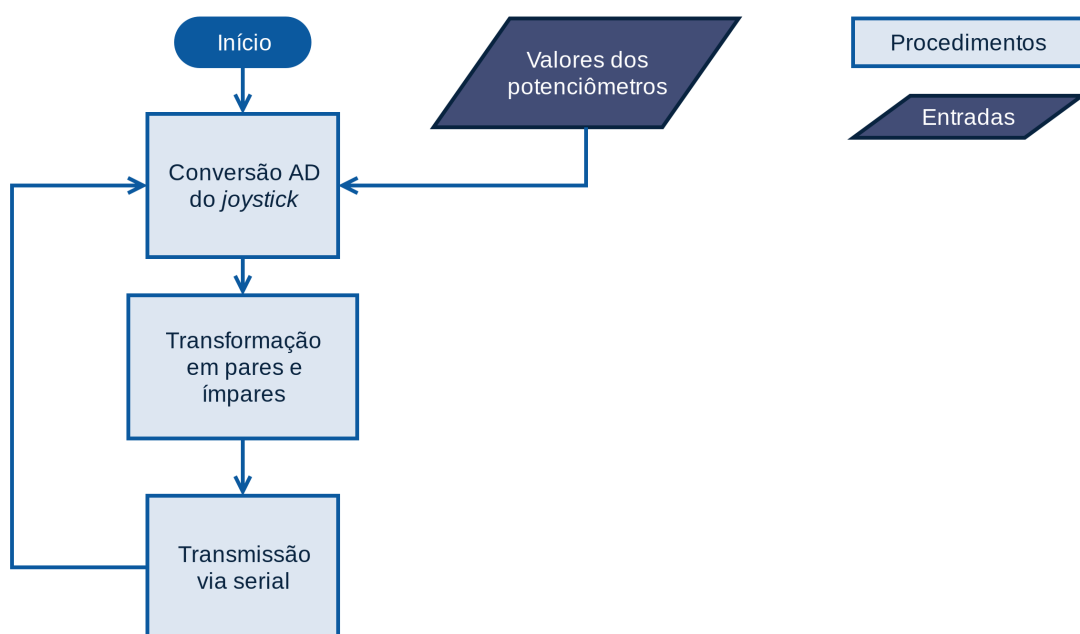 Início
Valores dos
potenciômetros
Procedimentos
Entradas
Conversão AD
do joystick
Transformação
em pares e
ímpares
Transmissão
via serial